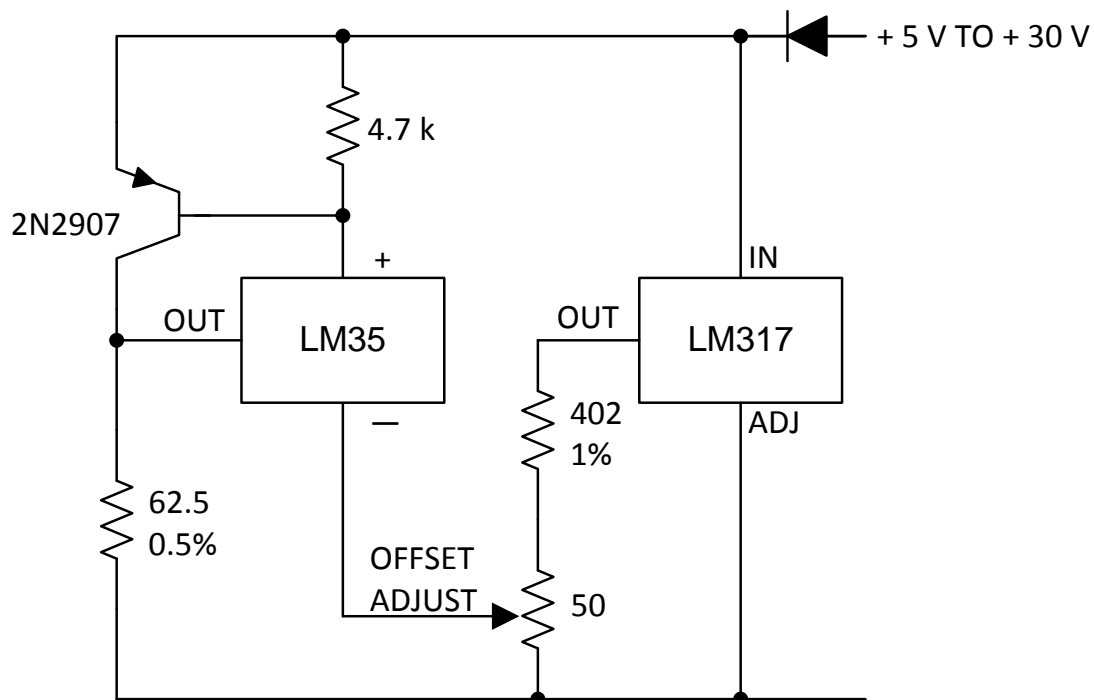 + 5 V TO + 30 V
4.7 k
2N2907
+
IN
OUT
LM35
OUT
LM317
—
402
1%
ADJ
62.5
0.5%
OFFSET
ADJUST
50